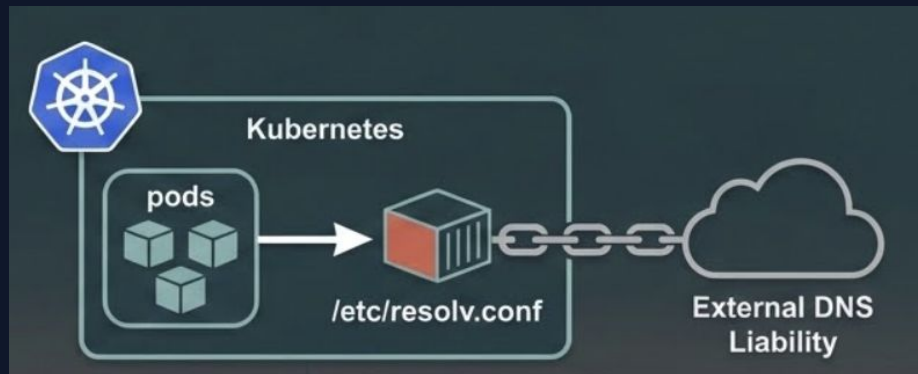 Kubernetes
pods
/etc/resolv.conf
External DNS
Liability